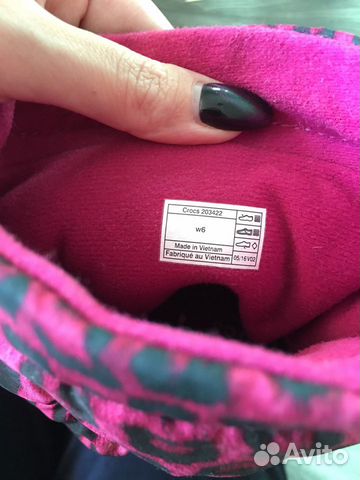 Crocs 203422
w6
Made in Vietnam
Fabriqué au Vietnam
05/16 V02
Avito